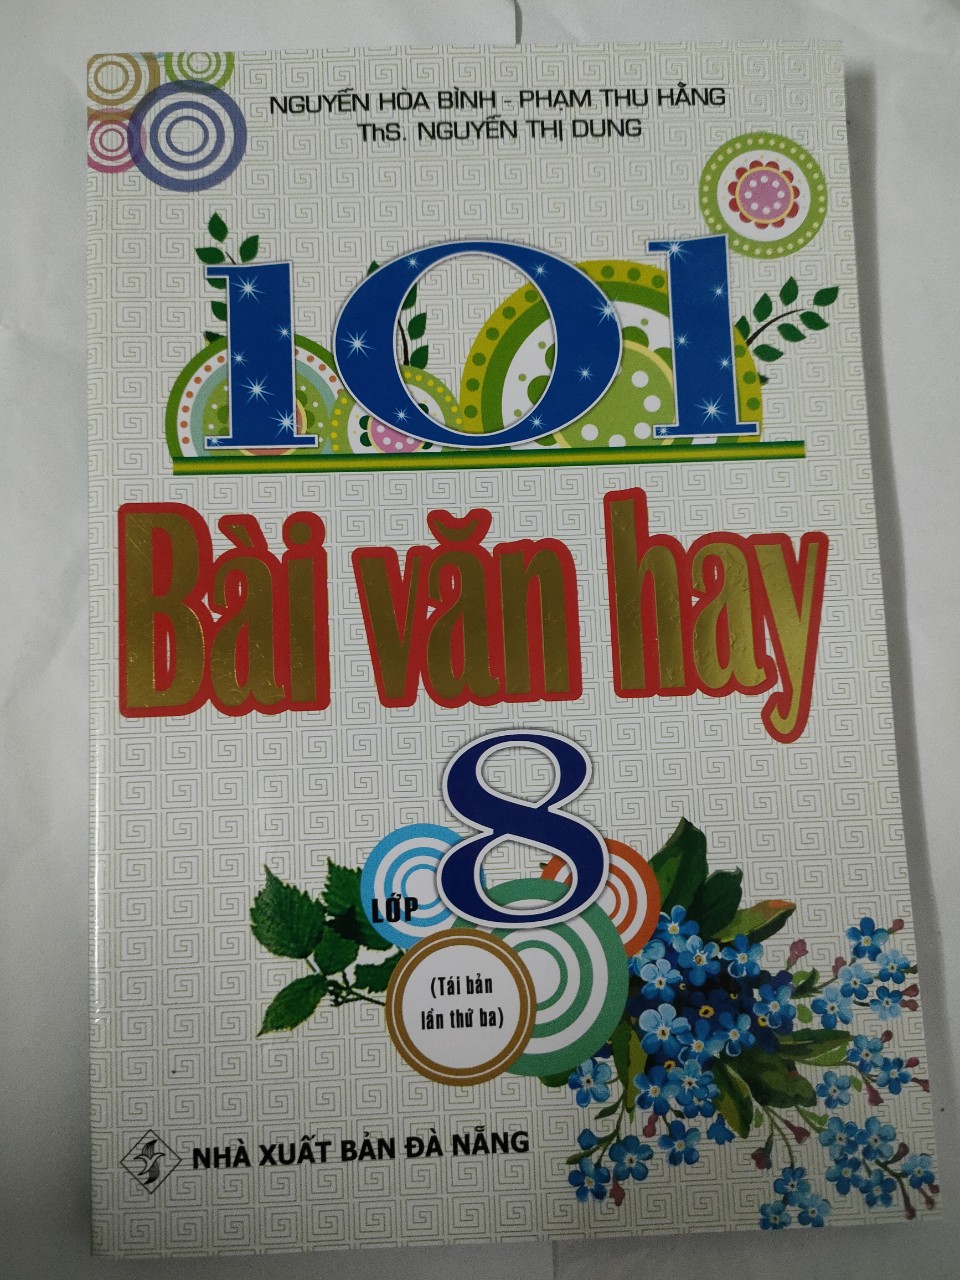 NGUYỄN HÒA BÌNH - PHẠM THU HẰNG
ThS. NGUYỄN THỊ DUNG
101
Bài văn hay
8
LỚP
(Tái bản
lần thứ ba)
NHÀ XUẤT BẢN ĐÀ NẴNG